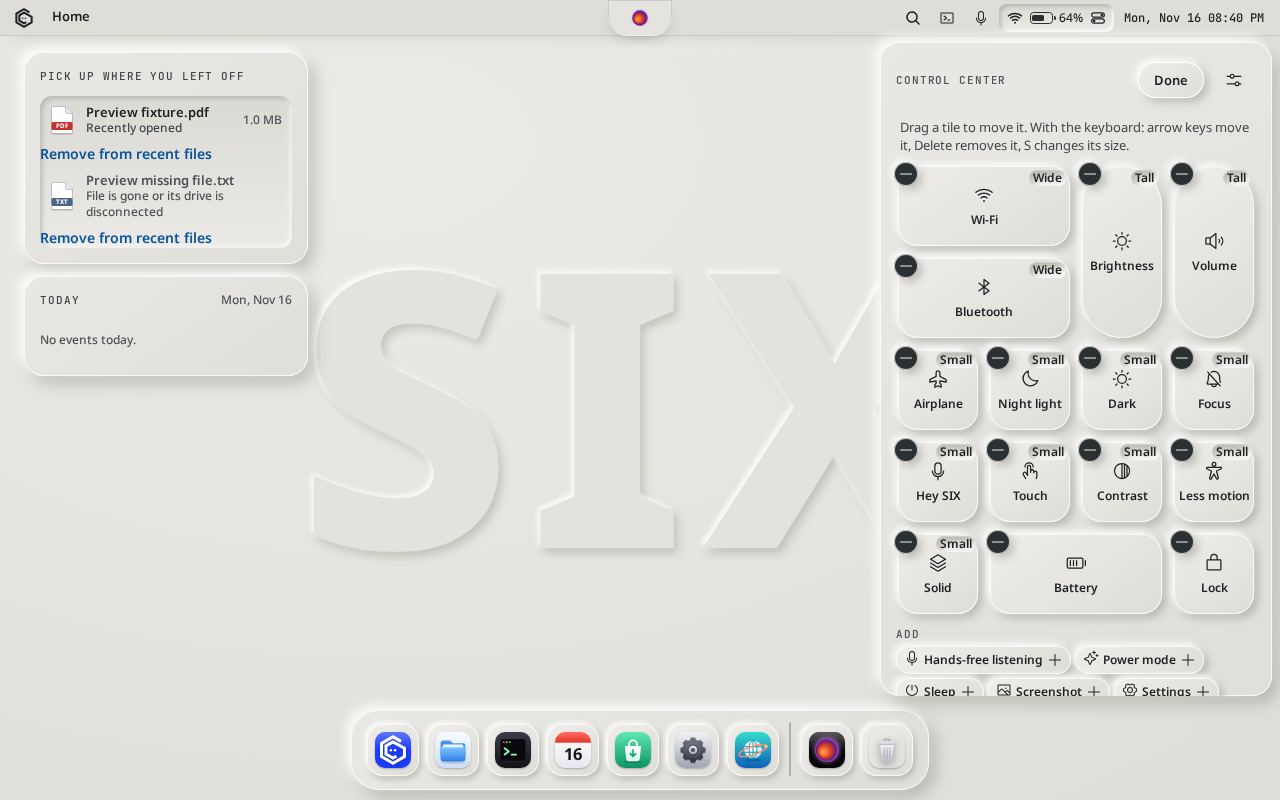 Home
64%
Mon, Nov 16 08:40 PM
PICK UP WHERE YOU LEFT OFF
PDF
Preview fixture.pdf
Recently opened
1.0 MB
Remove from recent files
TXT
Preview missing file.txt
File is gone or its drive is
disconnected
Remove from recent files
TODAY
Mon, Nov 16
No events today.
SIX
CONTROL CENTER
Done
Drag a tile to move it. With the keyboard: arrow keys move
it, Delete removes it, S changes its size.
Wide
Wi-Fi
Tall
Brightness
Tall
Volume
Wide
Bluetooth
Small
Airplane
Small
Night light
Small
Dark
Small
Focus
Small
Hey SIX
Small
Touch
Small
Contrast
Small
Less motion
Small
Solid
Battery
Lock
ADD
Hands-free listening
Power mode
Sleep
Screenshot
Settings
16